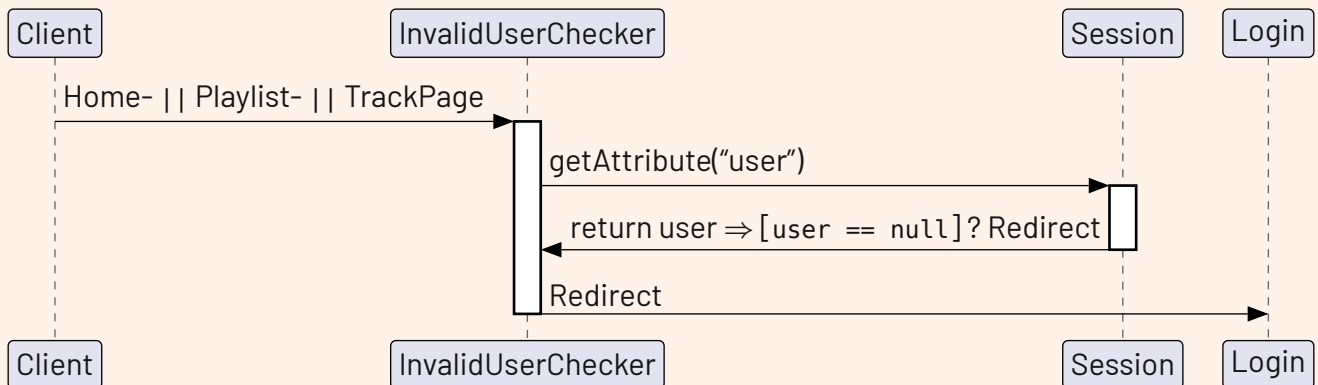 Client InvalidUserChecker Session Login
Home- || Playlist- || TrackPage
getAttribute(“user”)
return user ⇒ [user == null]? Redirect
Redirect
Client InvalidUserChecker Session Login